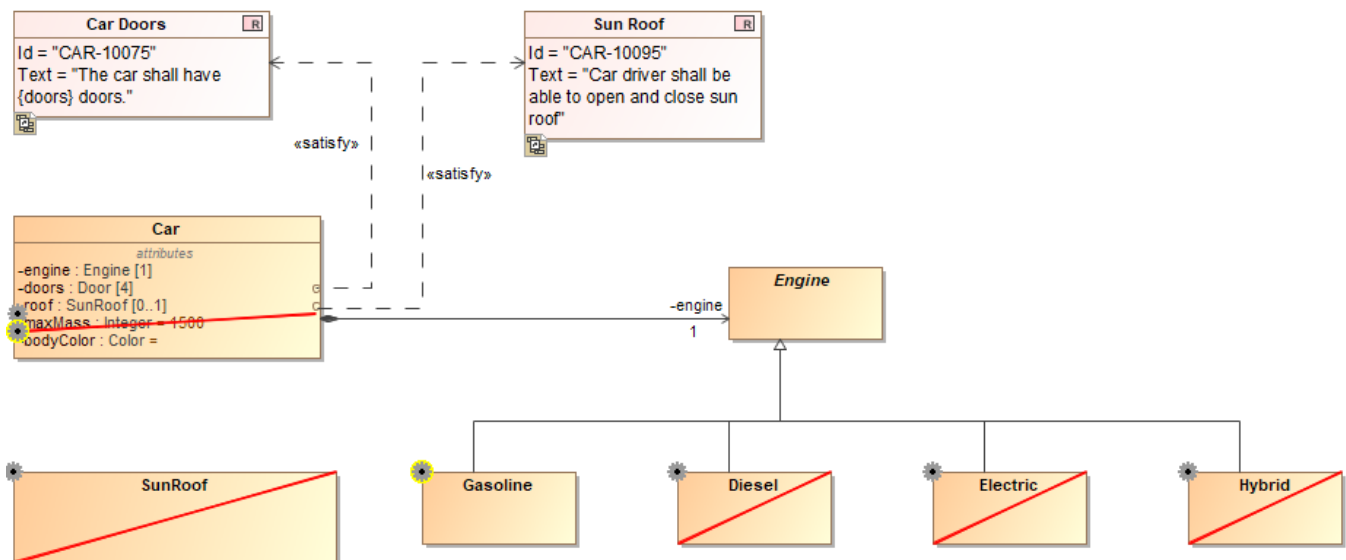 Car Doors
R
Id = "CAR-10075"
Text = "The car shall have
{doors} doors."
Sun Roof
R
Id = "CAR-10095"
Text = "Car driver shall be
able to open and close sun
roof"
«satisfy»
«satisfy»
Car
attributes
-engine : Engine [1]
-doors : Door [4]
-roof : SunRoof [0..1]
-maxMass : Integer = 1500
-bodyColor : Color =
-engine
1
Engine
SunRoof
Gasoline
Diesel
Electric
Hybrid